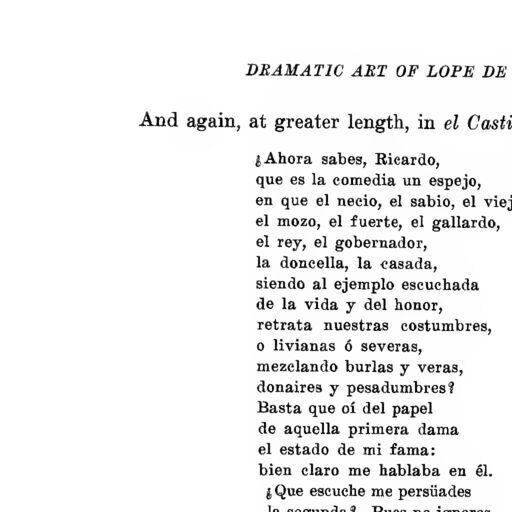 DRAMATIC ART OF LOPE DE
And again, at greater length, in el Casti
¿Ahora sabes, Ricardo,
que es la comedia un espejo,
en que el necio, el sabio, el viej
el mozo, el fuerte, el gallardo,
el rey, el gobernador,
la doncella, la casada,
siendo al ejemplo escuchada
de la vida y del honor,
retrata nuestras costumbres,
o livianas ó severas,
mezclando burlas y veras,
donaires y pesadumbres?
Basta que oí del papel
de aquella primera dama
el estado de mi fama:
bien claro me hablaba en él.
¿Que escuche me persüades
la segunda? Pues no ignores